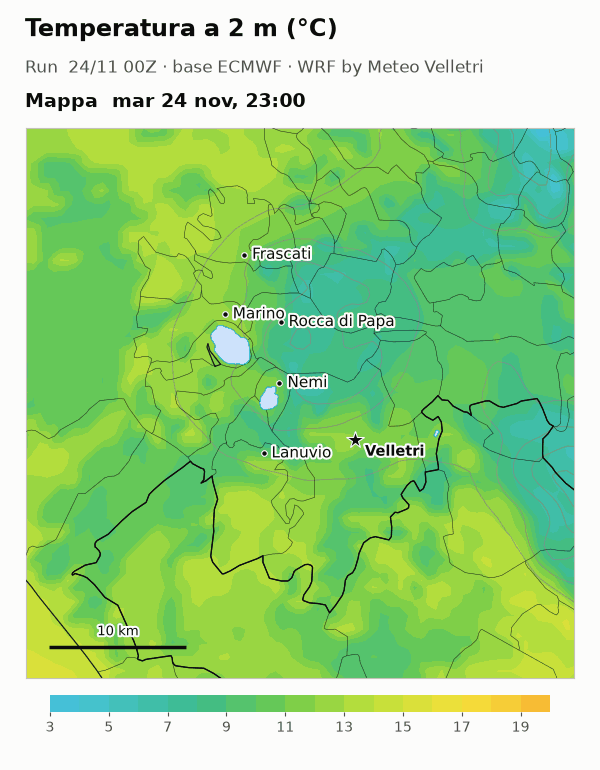 Temperatura a 2 m (°C)
Run  24/11 00Z · base ECMWF · WRF by Meteo Velletri
Mappa  mar 24 nov, 23:00
Frascati
Marino
Rocca di Papa
Nemi
Velletri
Lanuvio
10 km
3 5 7 9 11 13 15 17 19